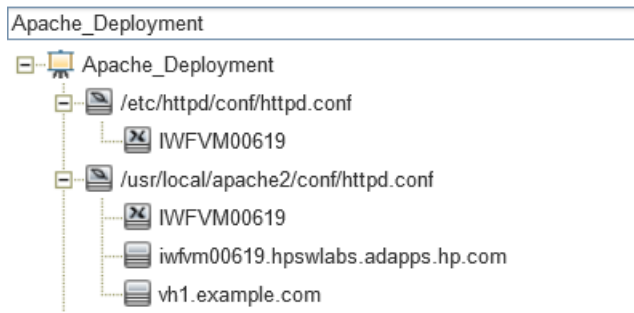 Apache_Deployment
Apache_Deployment
/etc/httpd/conf/httpd.conf
IWFVM00619
/usr/local/apache2/conf/httpd.conf
IWFVM00619
iwfvm00619.hpswlabs.adapps.hp.com
vh1.example.com